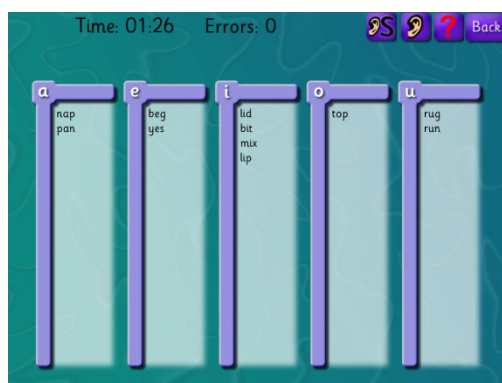 Time: 01:26 Errors: 0 S ? Back
a e i o u
nap beg lid top rug
pan yes bit run
mix
lip